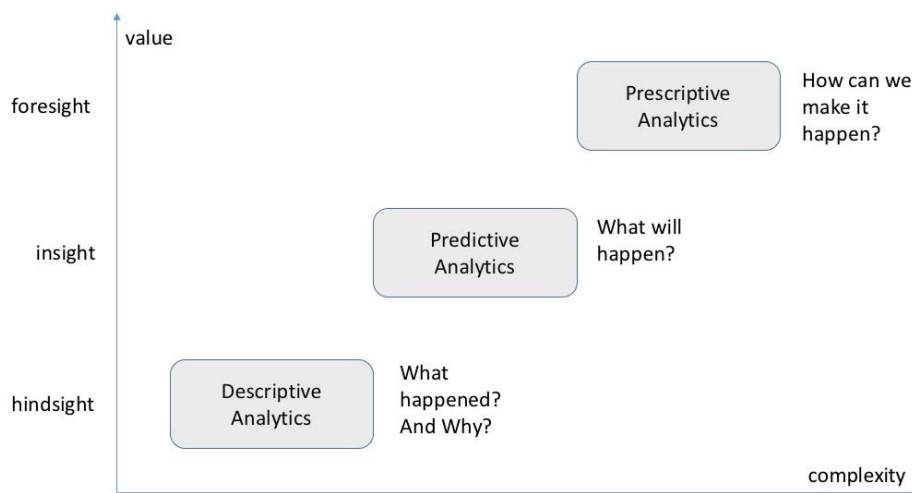 value
foresight
Prescriptive
Analytics
How can we
make it
happen?
insight
Predictive
Analytics
What will
happen?
hindsight
Descriptive
Analytics
What
happened?
And Why?
complexity